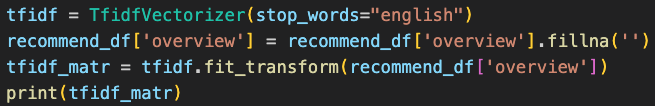 tfidf = TfidfVectorizer(stop_words="english")
recommend_df['overview'] = recommend_df['overview'].fillna('')
tfidf_matr = tfidf.fit_transform(recommend_df['overview'])
print(tfidf_matr)